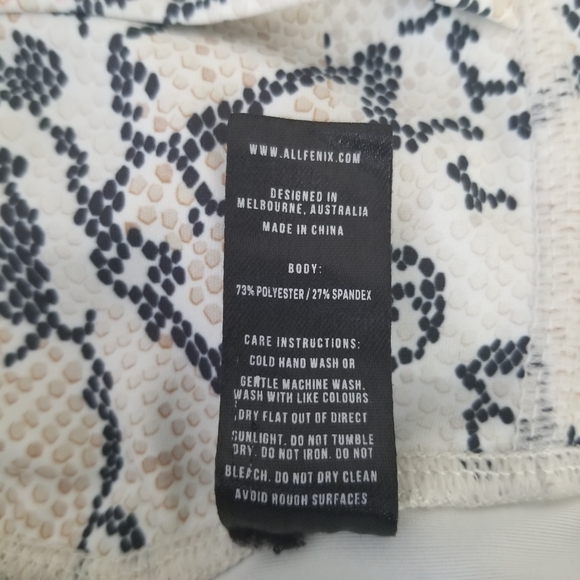 WWW.ALLFENIX.COM
DESIGNED IN
MELBOURNE, AUSTRALIA
MADE IN CHINA
BODY:
73% POLYESTER / 27% SPANDEX
CARE INSTRUCTIONS:
COLD HAND WASH OR
GENTLE MACHINE WASH.
WASH WITH LIKE COLOURS
DRY FLAT OUT OF DIRECT
SUNLIGHT. DO NOT TUMBLE
DRY. DO NOT IRON. DO NOT
BLEACH. DO NOT DRY CLEAN
AVOID ROUGH SURFACES